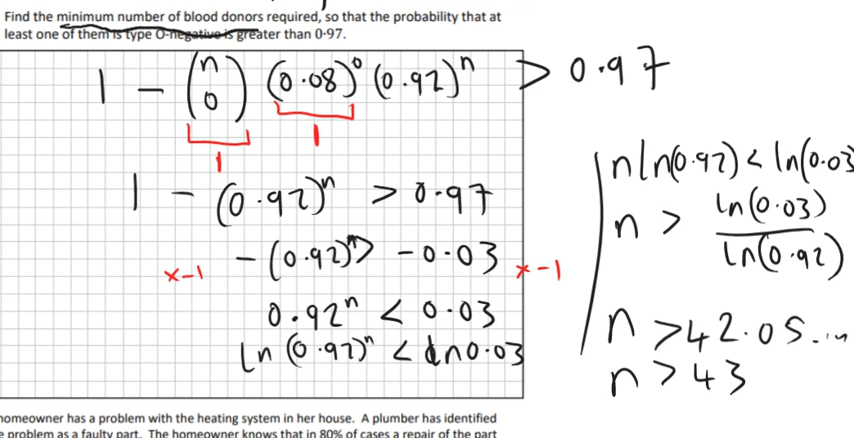 Find the minimum number of blood donors required, so that the probability that at
least one of them is type O-negative is greater than 0·97.
1 - (n 0) (0.08)⁰ (0.92)ⁿ > 0.97
1 1
1 - (0.92)ⁿ > 0.97
-(0.92)ⁿ > -0.03
x-1 x-1
0.92ⁿ < 0.03
ln (0.92)ⁿ < ln 0.03
n ln(0.92) < ln(0.03
n > ln(0.03) / ln(0.92)
n > 42.05...
n > 43
homeowner has a problem with the heating system in her house. A plumber has identified
e problem as a faulty part. The homeowner knows that in 80% of cases a repair of the part